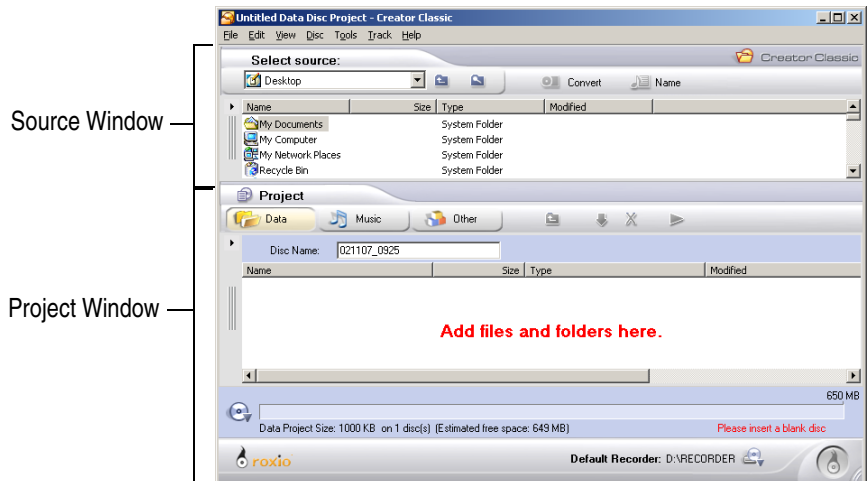 Untitled Data Disc Project - Creator Classic
File Edit View Disc Tools Track Help
Select source:
Creator Classic
Desktop
Convert
Name
Source Window
Name Size Type Modified
My Documents System Folder
My Computer System Folder
My Network Places System Folder
Recycle Bin System Folder
Project
Data Music Other
Disc Name: 021107_0925
Name Size Type Modified
Project Window
Add files and folders here.
650 MB
Data Project Size: 1000 KB on 1 disc(s) (Estimated free space: 649 MB)
Please insert a blank disc
roxio
Default Recorder: D:\RECORDER